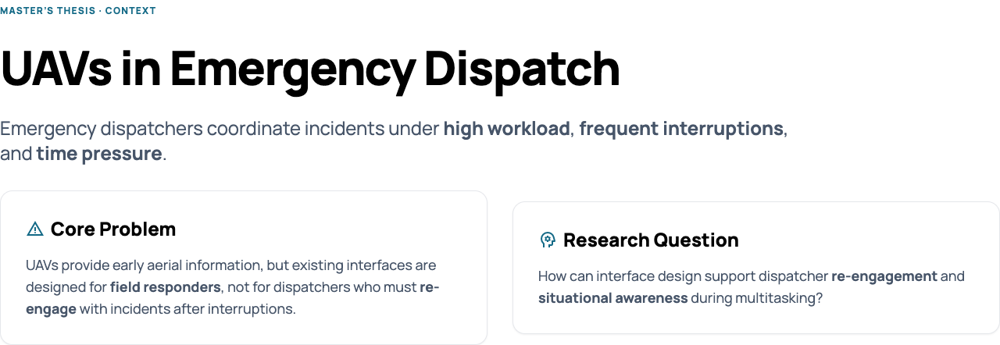 MASTER'S THESIS · CONTEXT
UAVs in Emergency Dispatch
Emergency dispatchers coordinate incidents under high workload, frequent interruptions,
and time pressure.
Core Problem
UAVs provide early aerial information, but existing interfaces are
designed for field responders, not for dispatchers who must re-
engage with incidents after interruptions.
Research Question
How can interface design support dispatcher re-engagement and
situational awareness during multitasking?